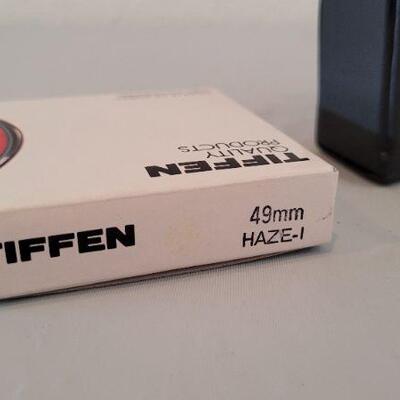 TIFFEN
QUALITY
PRODUCTS
TIFFEN
49mm
HAZE-I